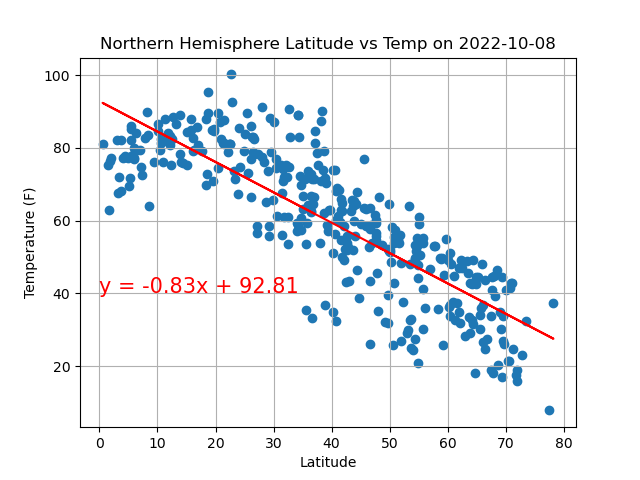 Northern Hemisphere Latitude vs Temp on 2022-10-08
100
80
60
40
20
Temperature (F)
y = -0.83x + 92.81
0 10 20 30 40 50 60 70 80
Latitude